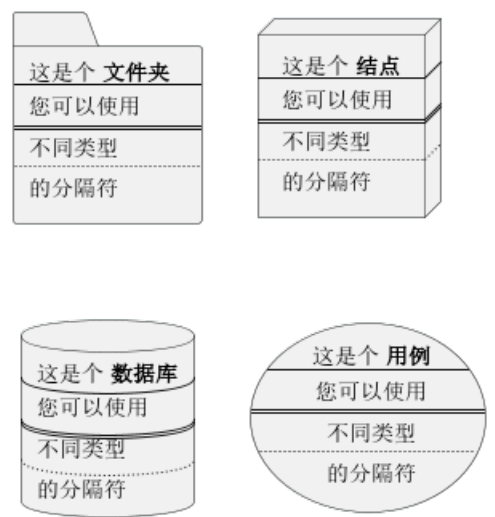 这是个 文件夹
您可以使用
不同类型
的分隔符
这是个 结点
您可以使用
不同类型
的分隔符
这是个 数据库
您可以使用
不同类型
的分隔符
这是个 用例
您可以使用
不同类型
的分隔符